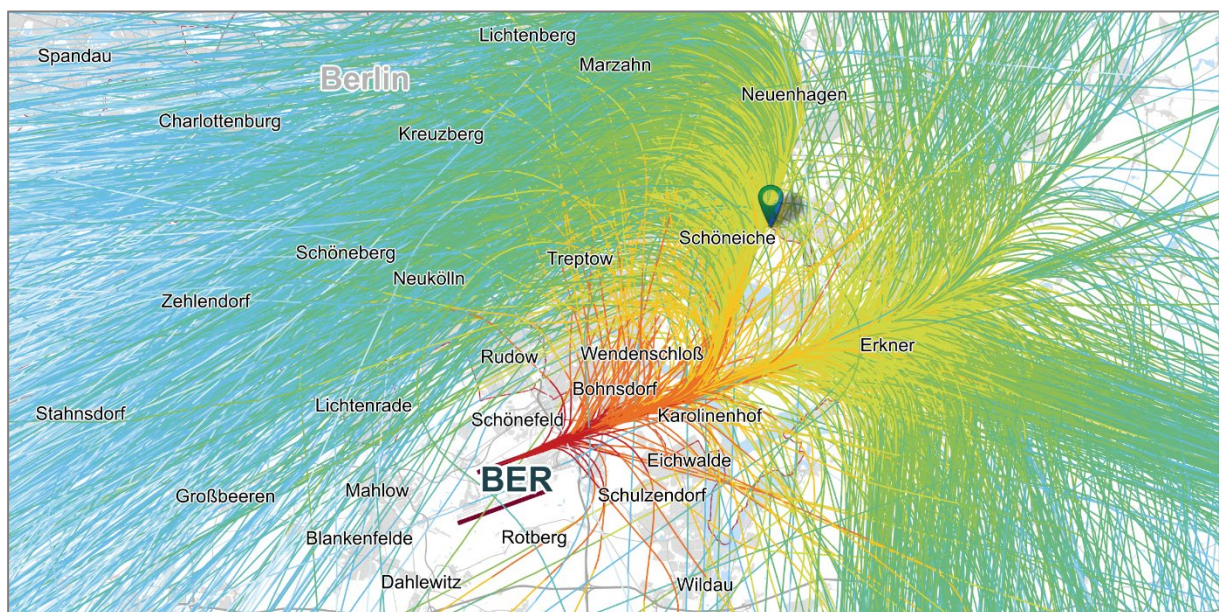 Lichtenberg
Spandau
Marzahn
Berlin
Neuenhagen
Charlottenburg
Kreuzberg
Schöneiche
Schöneberg
Treptow
Neukölln
Zehlendorf
Erkner
Rudow
Wendenschloß
Bohnsdorf
Lichtenrade
Stahnsdorf
Schönefeld
Karolinenhof
Eichwalde
BER
Mahlow
Großbeeren
Schulzendorf
Blankenfelde
Rotberg
Dahlewitz
Wildau